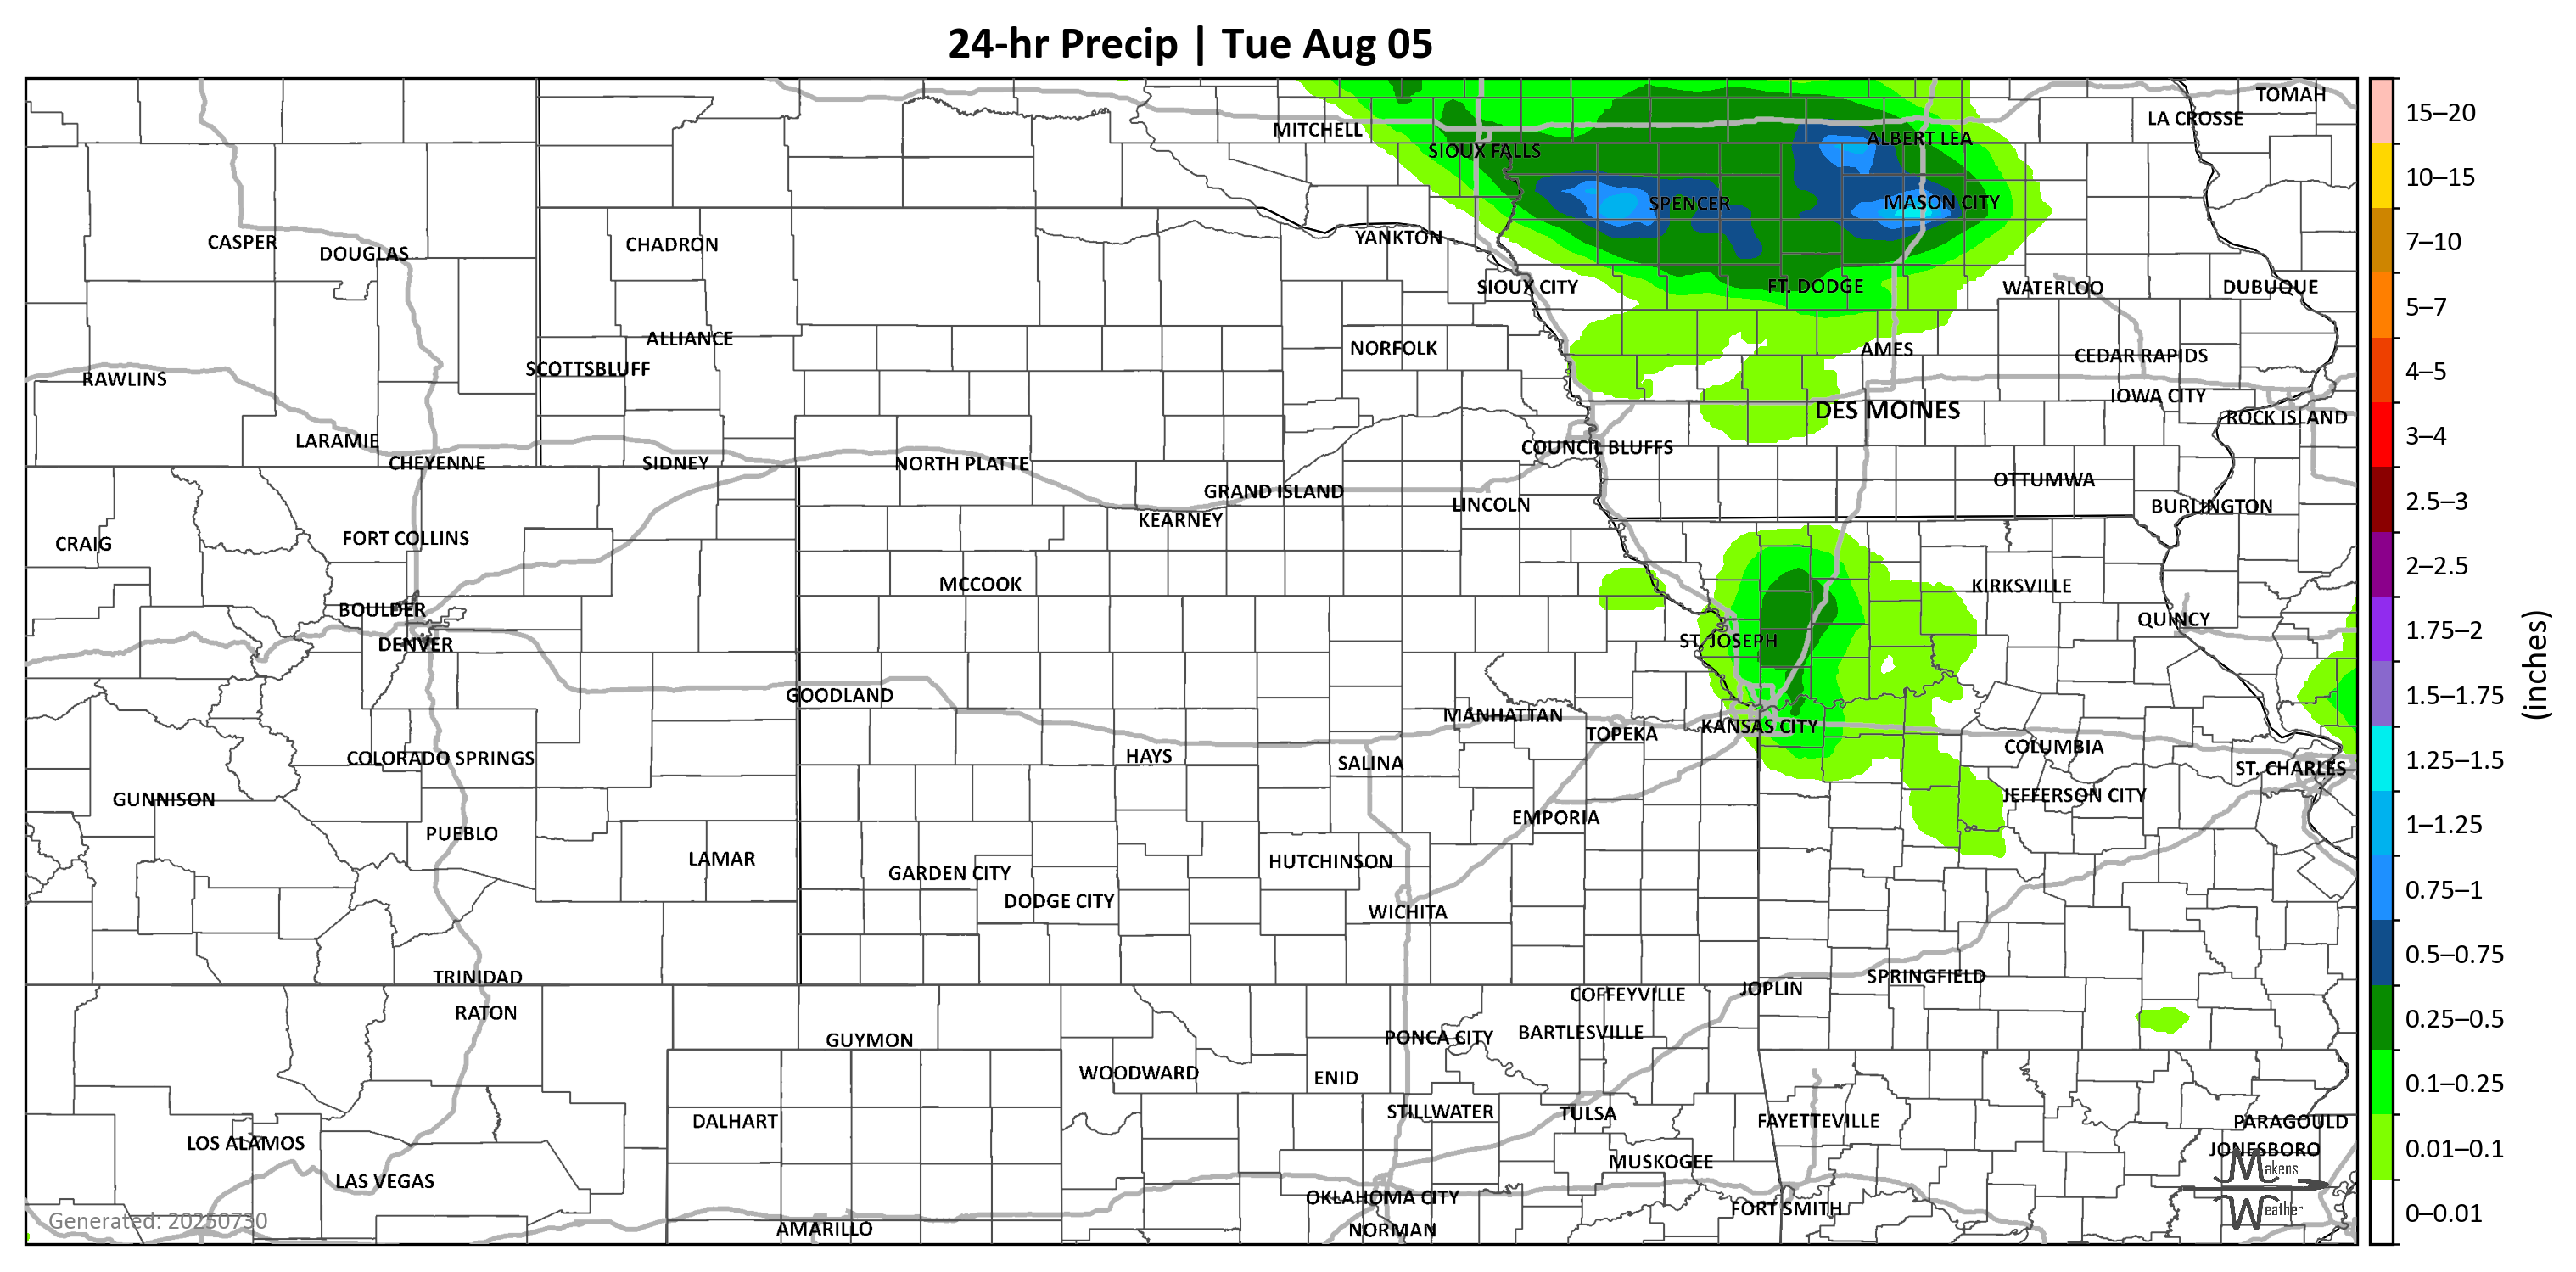 24-hr Precip | Tue Aug 05
TOMAH
LA CROSSE
MITCHELL
ALBERT LEA
SIOUX FALLS
SPENCER
MASON CITY
YANKTON
CASPER
CHADRON
DOUGLAS
SIOUX CITY
FT. DODGE
WATERLOO
DUBUQUE
ALLIANCE
NORFOLK
AMES
CEDAR RAPIDS
SCOTTSBLUFF
RAWLINS
IOWA CITY
DES MOINES
ROCK ISLAND
LARAMIE
COUNCIL BLUFFS
CHEYENNE
SIDNEY
NORTH PLATTE
OTTUMWA
GRAND ISLAND
LINCOLN
BURLINGTON
KEARNEY
FORT COLLINS
CRAIG
MCCOOK
KIRKSVILLE
BOULDER
QUINCY
DENVER
ST. JOSEPH
GOODLAND
MANHATTAN
TOPEKA
KANSAS CITY
COLUMBIA
COLORADO SPRINGS
HAYS
SALINA
ST. CHARLES
GUNNISON
JEFFERSON CITY
EMPORIA
PUEBLO
LAMAR
HUTCHINSON
GARDEN CITY
DODGE CITY
WICHITA
TRINIDAD
SPRINGFIELD
JOPLIN
COFFEYVILLE
RATON
BARTLESVILLE
PONCA CITY
GUYMON
WOODWARD
ENID
STILLWATER
TULSA
DALHART
FAYETTEVILLE
PARAGOULD
LOS ALAMOS
JONESBORO
MUSKOGEE
LAS VEGAS
OKLAHOMA CITY
FORT SMITH
AMARILLO
NORMAN
Generated: 20250730
Makens
Weather
15–20
10–15
7–10
5–7
4–5
3–4
2.5–3
2–2.5
1.75–2
1.5–1.75
1.25–1.5
1–1.25
0.75–1
0.5–0.75
0.25–0.5
0.1–0.25
0.01–0.1
0–0.01
(inches)